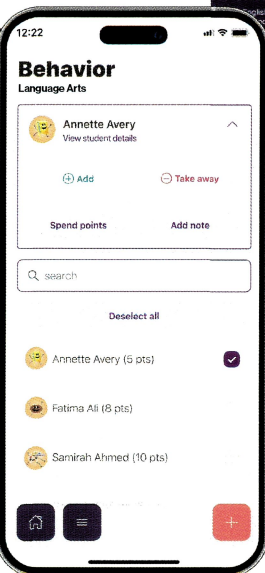 12:22
Behavior
Language Arts
Annette Avery
View student details
Add
Take away
Spend points
Add note
search
Deselect all
Annette Avery (5 pts)
Fatima Ali (8 pts)
Samirah Ahmed (10 pts)